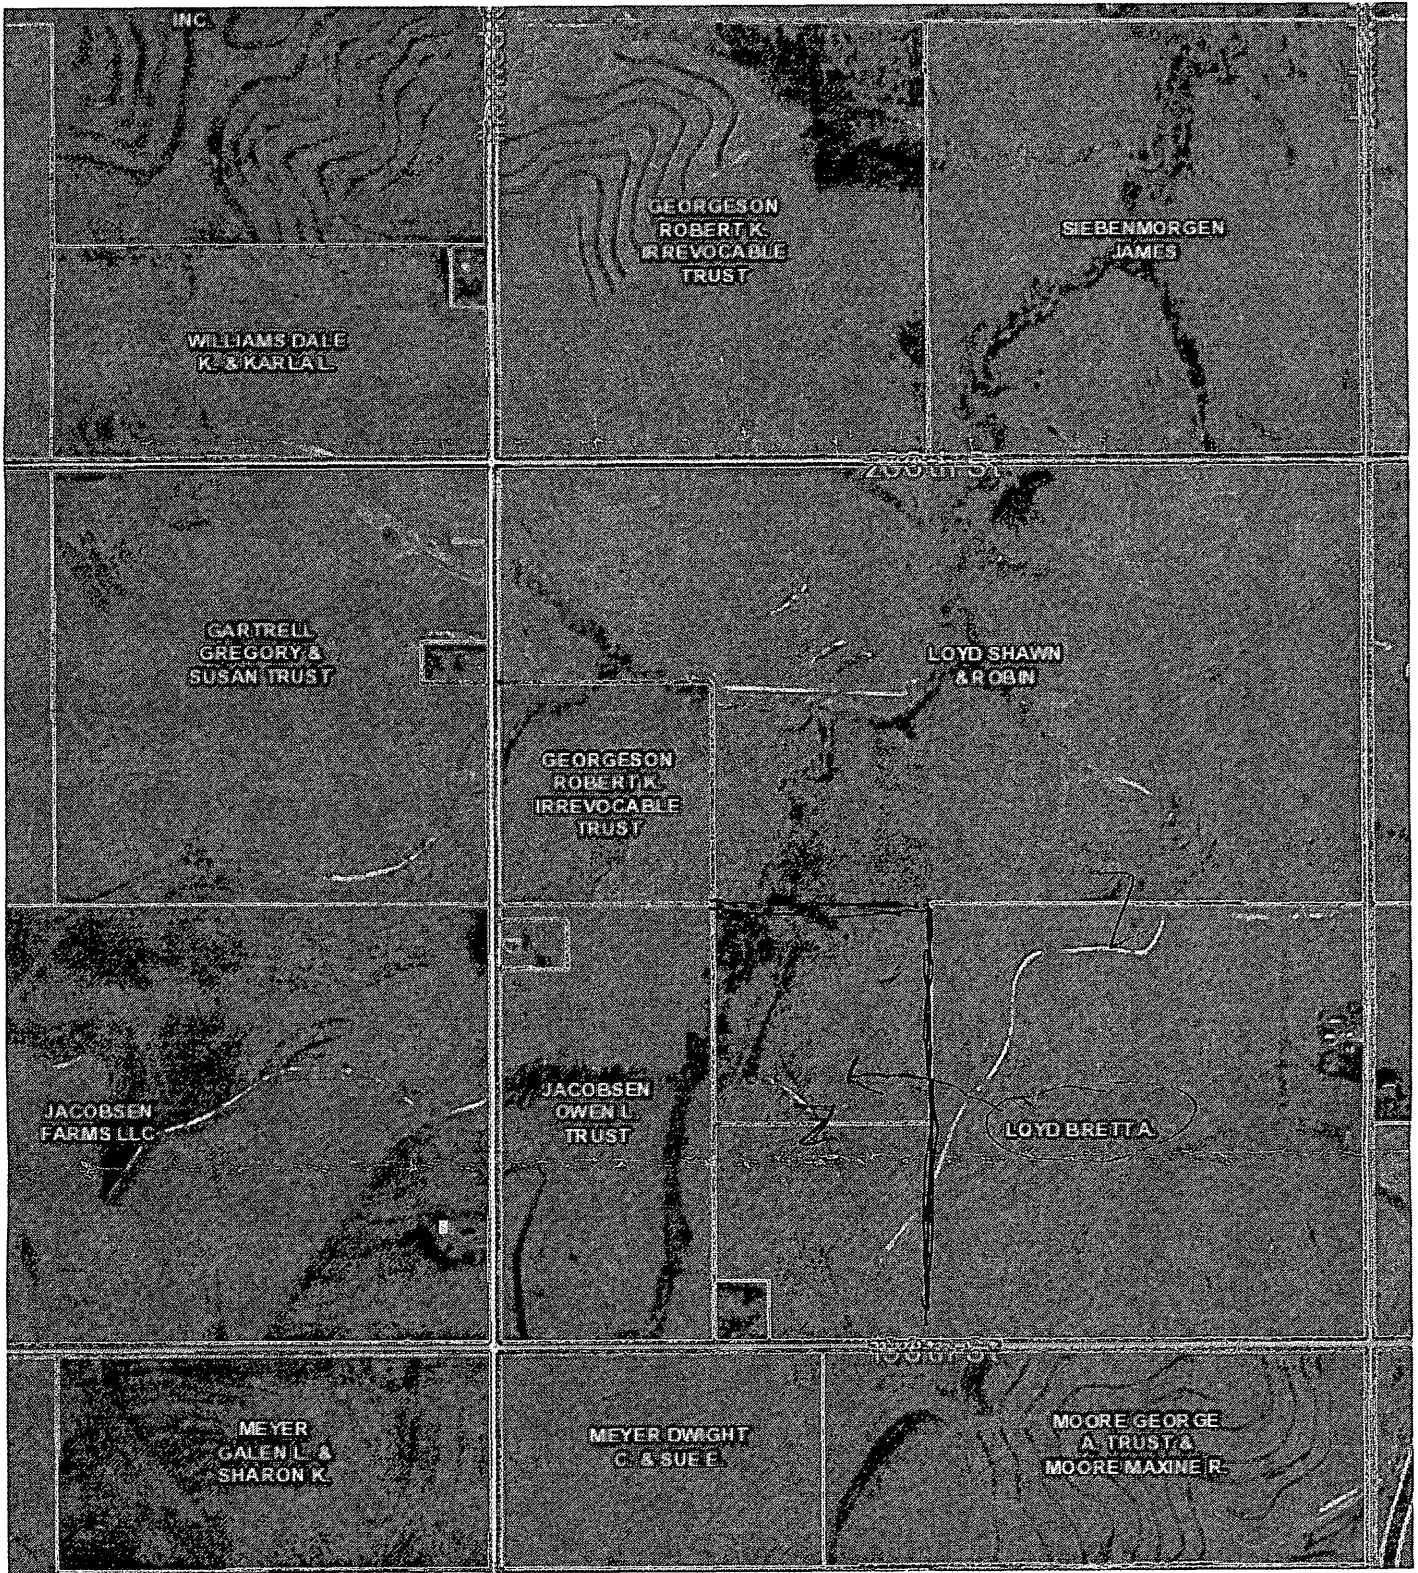 INC.
GEORGESON
ROBERT K.
IRREVOCABLE
TRUST
SIEBENMORGEN
JAMES
WILLIAMS DALE
K. & KARLA L.
GARTRELL
GREGORY &
SUSAN TRUST
LOYD SHAWN
& ROBIN
GEORGESON
ROBERT K.
IRREVOCABLE
TRUST
JACOBSEN
FARMS LLC
JACOBSEN
OWEN L.
TRUST
LOYD BRETT A.
MEYER
GALEN L. &
SHARON K.
MEYER DWIGHT
C. & SUE E.
MOORE GEORGE
A. TRUST &
MOORE MAXINE R.